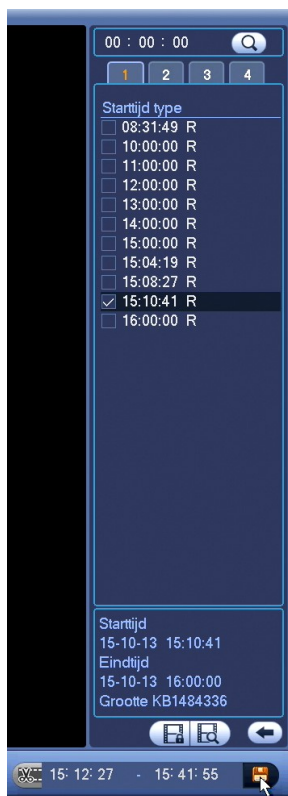 00 : 00 : 00
1 2 3 4
Starttijd type
08:31:49 R
10:00:00 R
11:00:00 R
12:00:00 R
13:00:00 R
14:00:00 R
15:00:00 R
15:04:19 R
15:08:27 R
15:10:41 R
16:00:00 R
Starttijd
15-10-13 15:10:41
Eindtijd
15-10-13 16:00:00
Grootte KB1484336
15: 12: 27 - 15: 41: 55